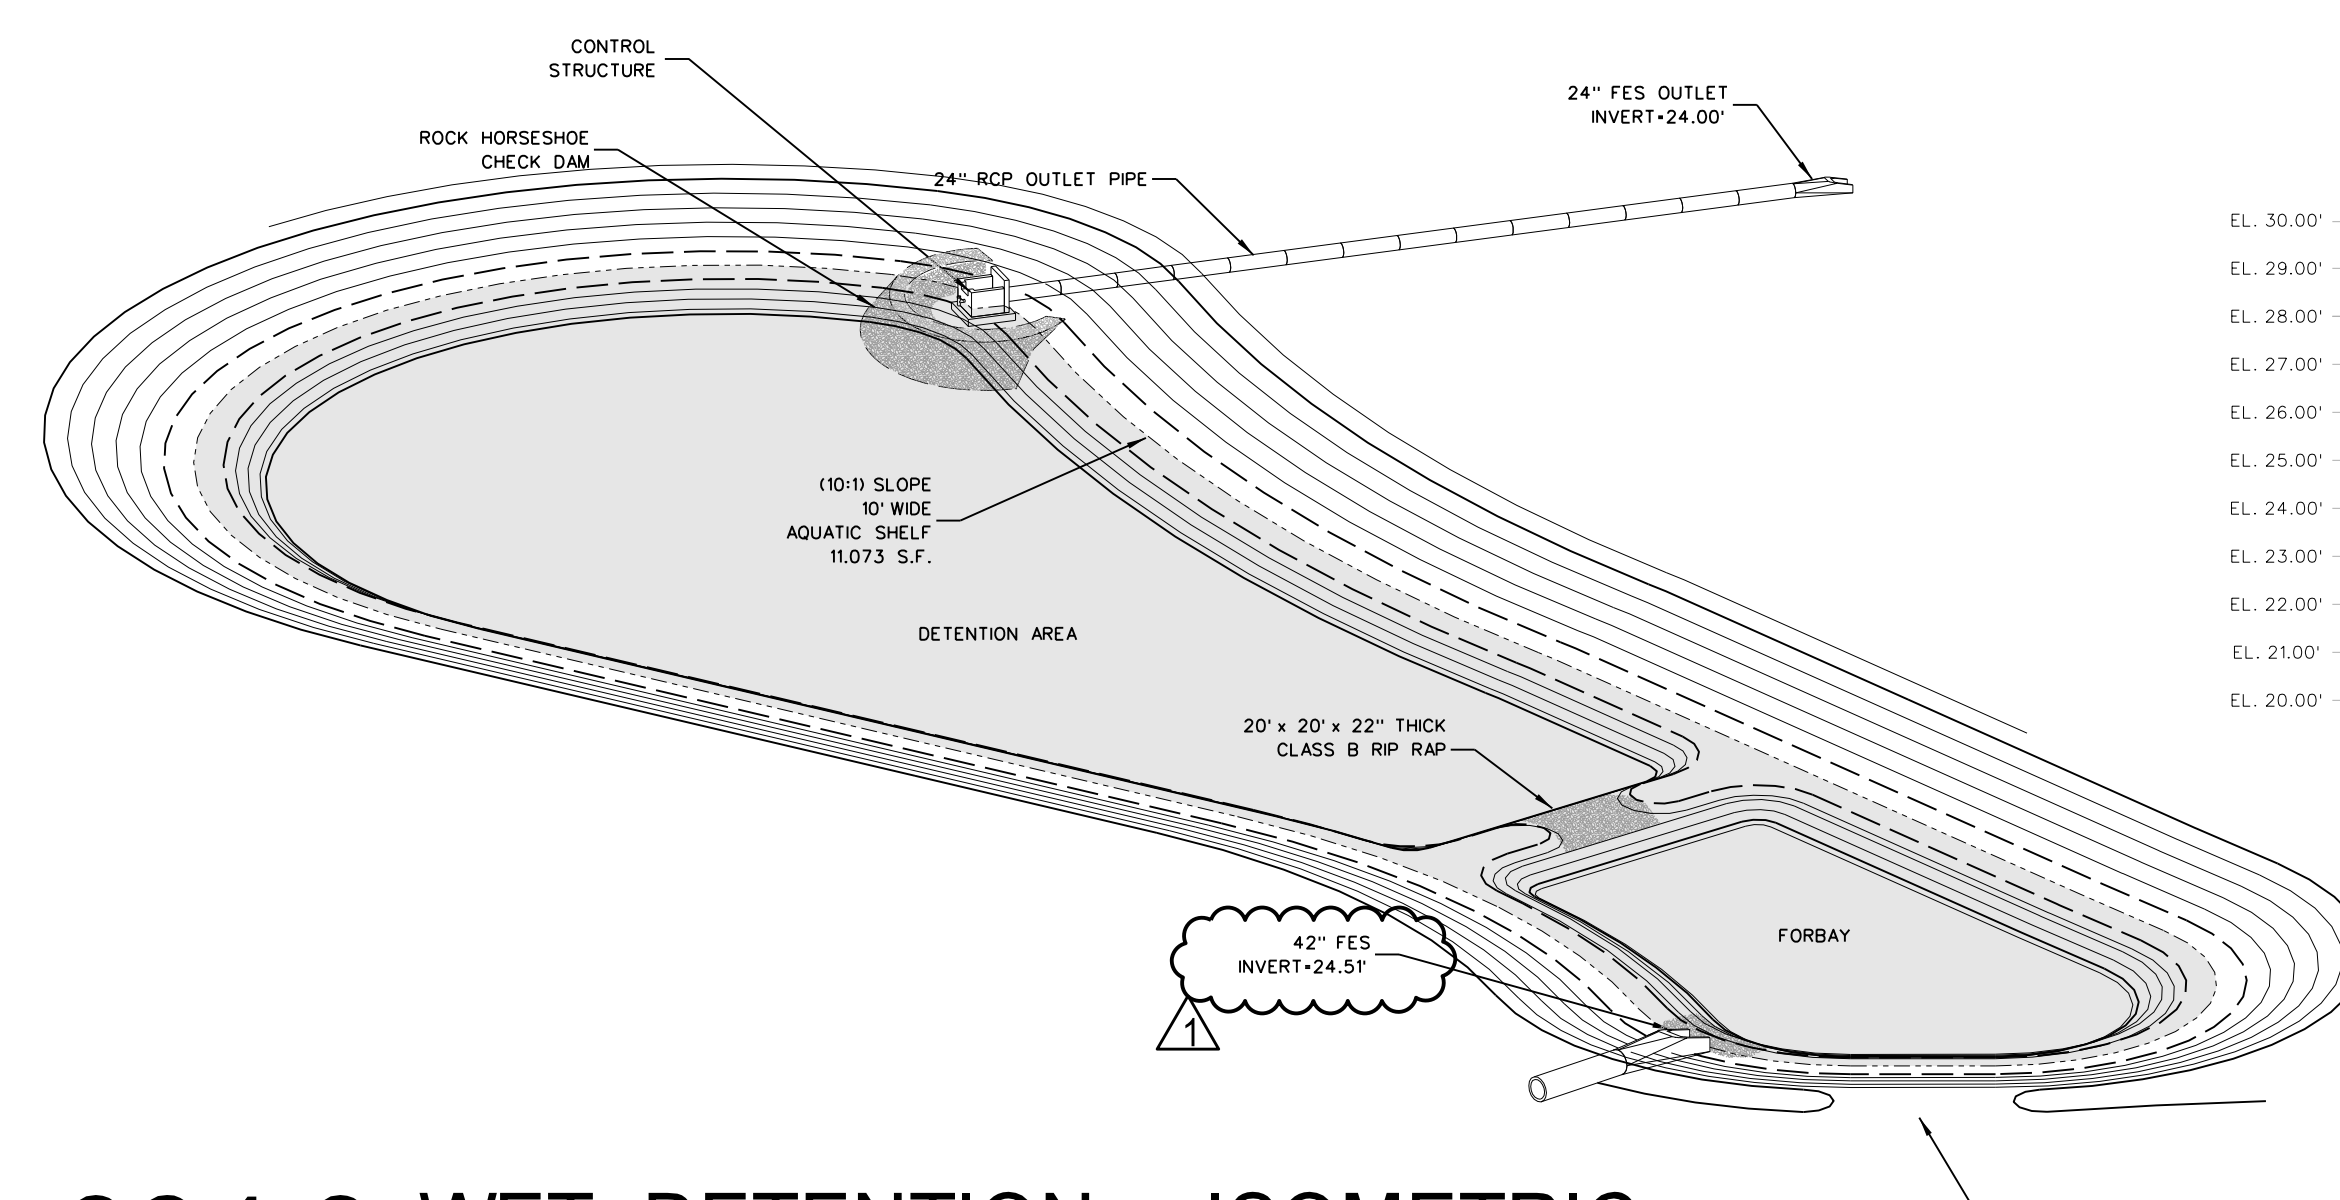 CONTROL
STRUCTURE
ROCK HORSESHOE
CHECK DAM
24" RCP OUTLET PIPE
24" FES OUTLET
INVERT=24.00'
EL. 30.00'
EL. 29.00'
EL. 28.00'
EL. 27.00'
EL. 26.00'
EL. 25.00'
EL. 24.00'
EL. 23.00'
EL. 22.00'
EL. 21.00'
EL. 20.00'
(10:1) SLOPE
10' WIDE
AQUATIC SHELF
11.073 S.F.
DETENTION AREA
20' x 20' x 22" THICK
CLASS B RIP RAP
42" FES
INVERT=24.51'
1
FORBAY
WET DETENTION ISOMETRIC